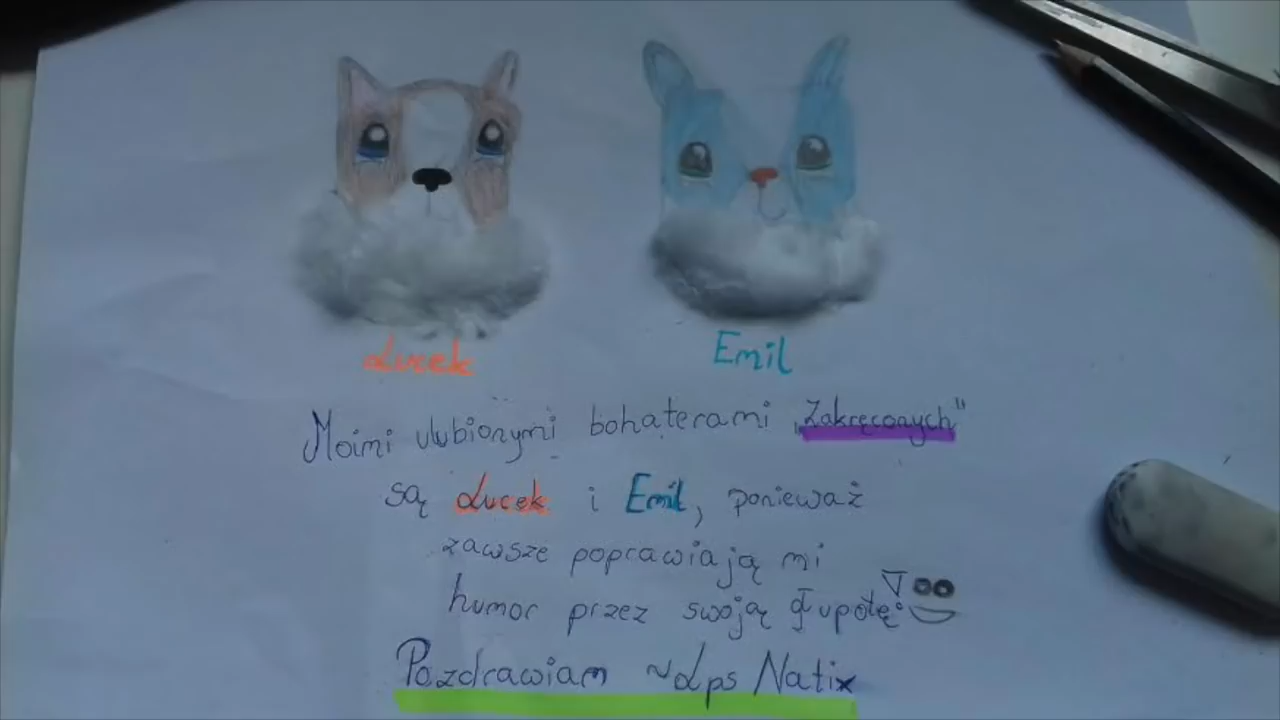 Lucek
Emil
Moimi ulubionymi bohaterami „Zakręconych”
są Lucek i Emil, ponieważ
zawsze poprawiają mi
humor przez swoją głupotę
Pozdrawiam ~Lps Natix